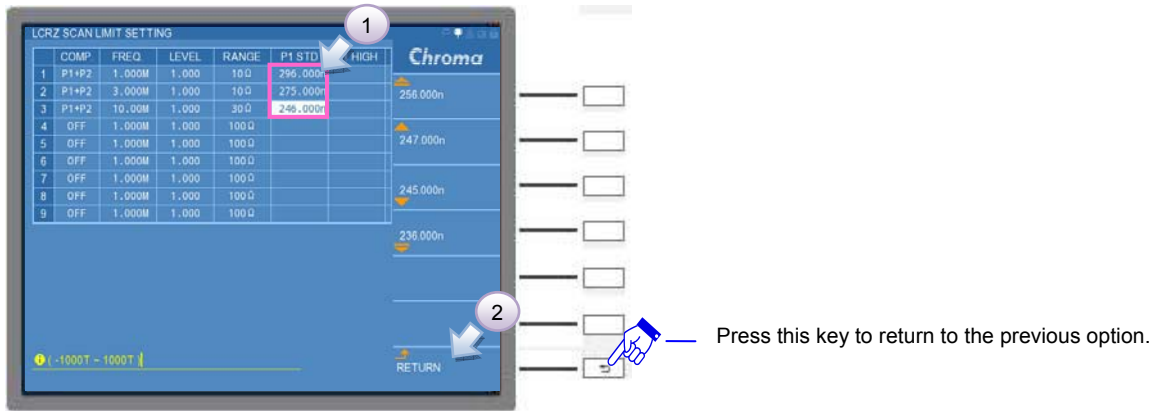 1
LCRZ SCAN LIMIT SETTING
COMP FREQ. LEVEL RANGE P1 STD HIGH
1 P1+P2 1.000M 1.000 10Ω 296.000n
2 P1+P2 3.000M 1.000 10Ω 275.000n
3 P1+P2 10.00M 1.000 30Ω 246.000n
4 OFF 1.000M 1.000 100Ω
5 OFF 1.000M 1.000 100Ω
6 OFF 1.000M 1.000 100Ω
7 OFF 1.000M 1.000 100Ω
8 OFF 1.000M 1.000 100Ω
9 OFF 1.000M 1.000 100Ω
Chroma
256.000n
247.000n
245.000n
236.000n
2
RETURN
( -1000T ~ 1000T )
Press this key to return to the previous option.